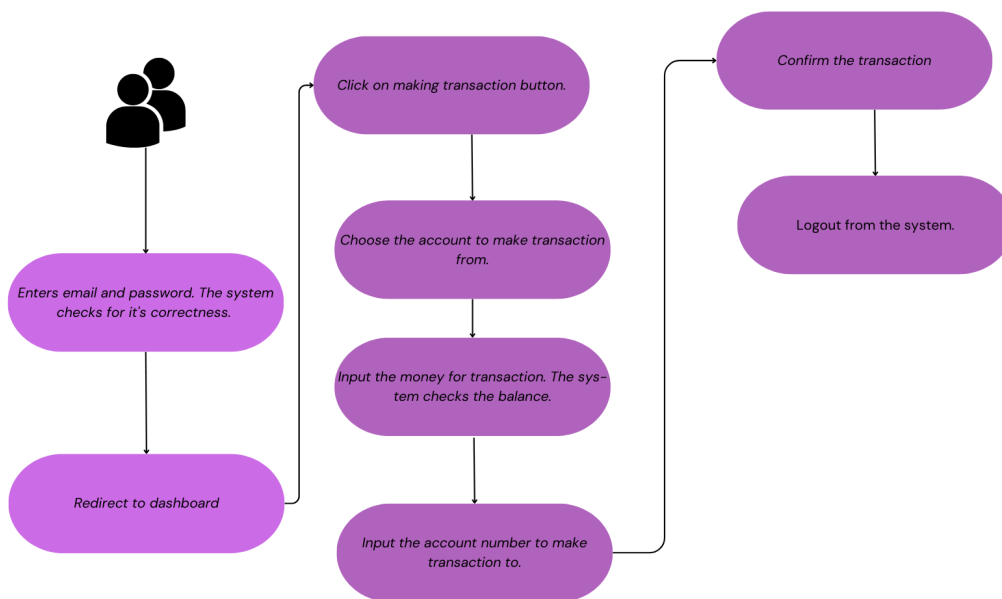 Enters email and password. The system
checks for it's correctness.
Redirect to dashboard
Click on making transaction button.
Choose the account to make transaction
from.
Input the money for transaction. The sys-
tem checks the balance.
Input the account number to make
transaction to.
Confirm the transaction
Logout from the system.